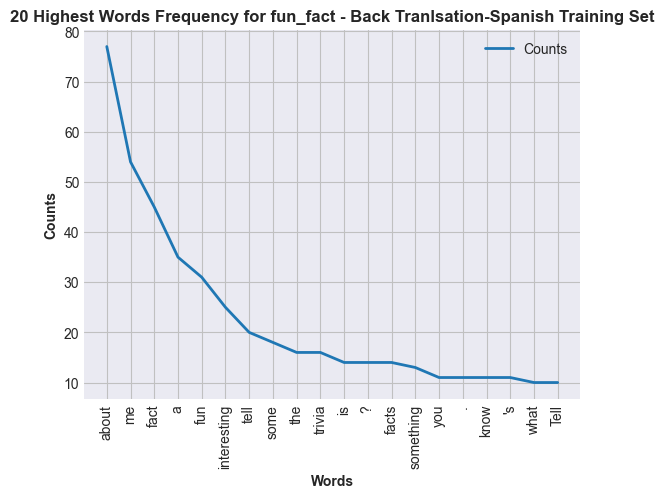 20 Highest Words Frequency for fun_fact - Back Tranlsation-Spanish Training Set
Counts
80
70
60
50
40
30
20
10
Counts
about
me
fact
a
fun
interesting
tell
some
the
trivia
is
?
facts
something
you
.
know
's
what
Tell
Words